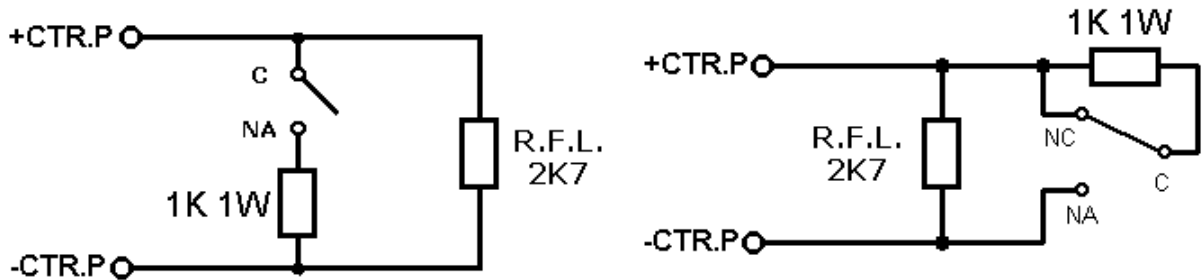 +CTR.P
C
NA
1K 1W
R.F.L.
2K7
-CTR.P
1K 1W
+CTR.P
R.F.L.
2K7
NC
C
NA
-CTR.P